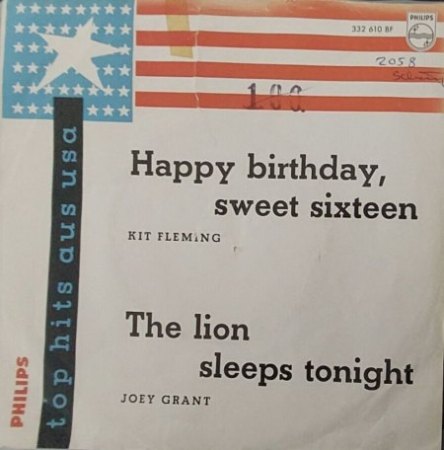 PHILIPS
332 610 BF
2058
100
Happy birthday,
sweet sixteen
KIT FLEMING
The lion
sleeps tonight
JOEY GRANT
top hits aus usa
PHILIPS